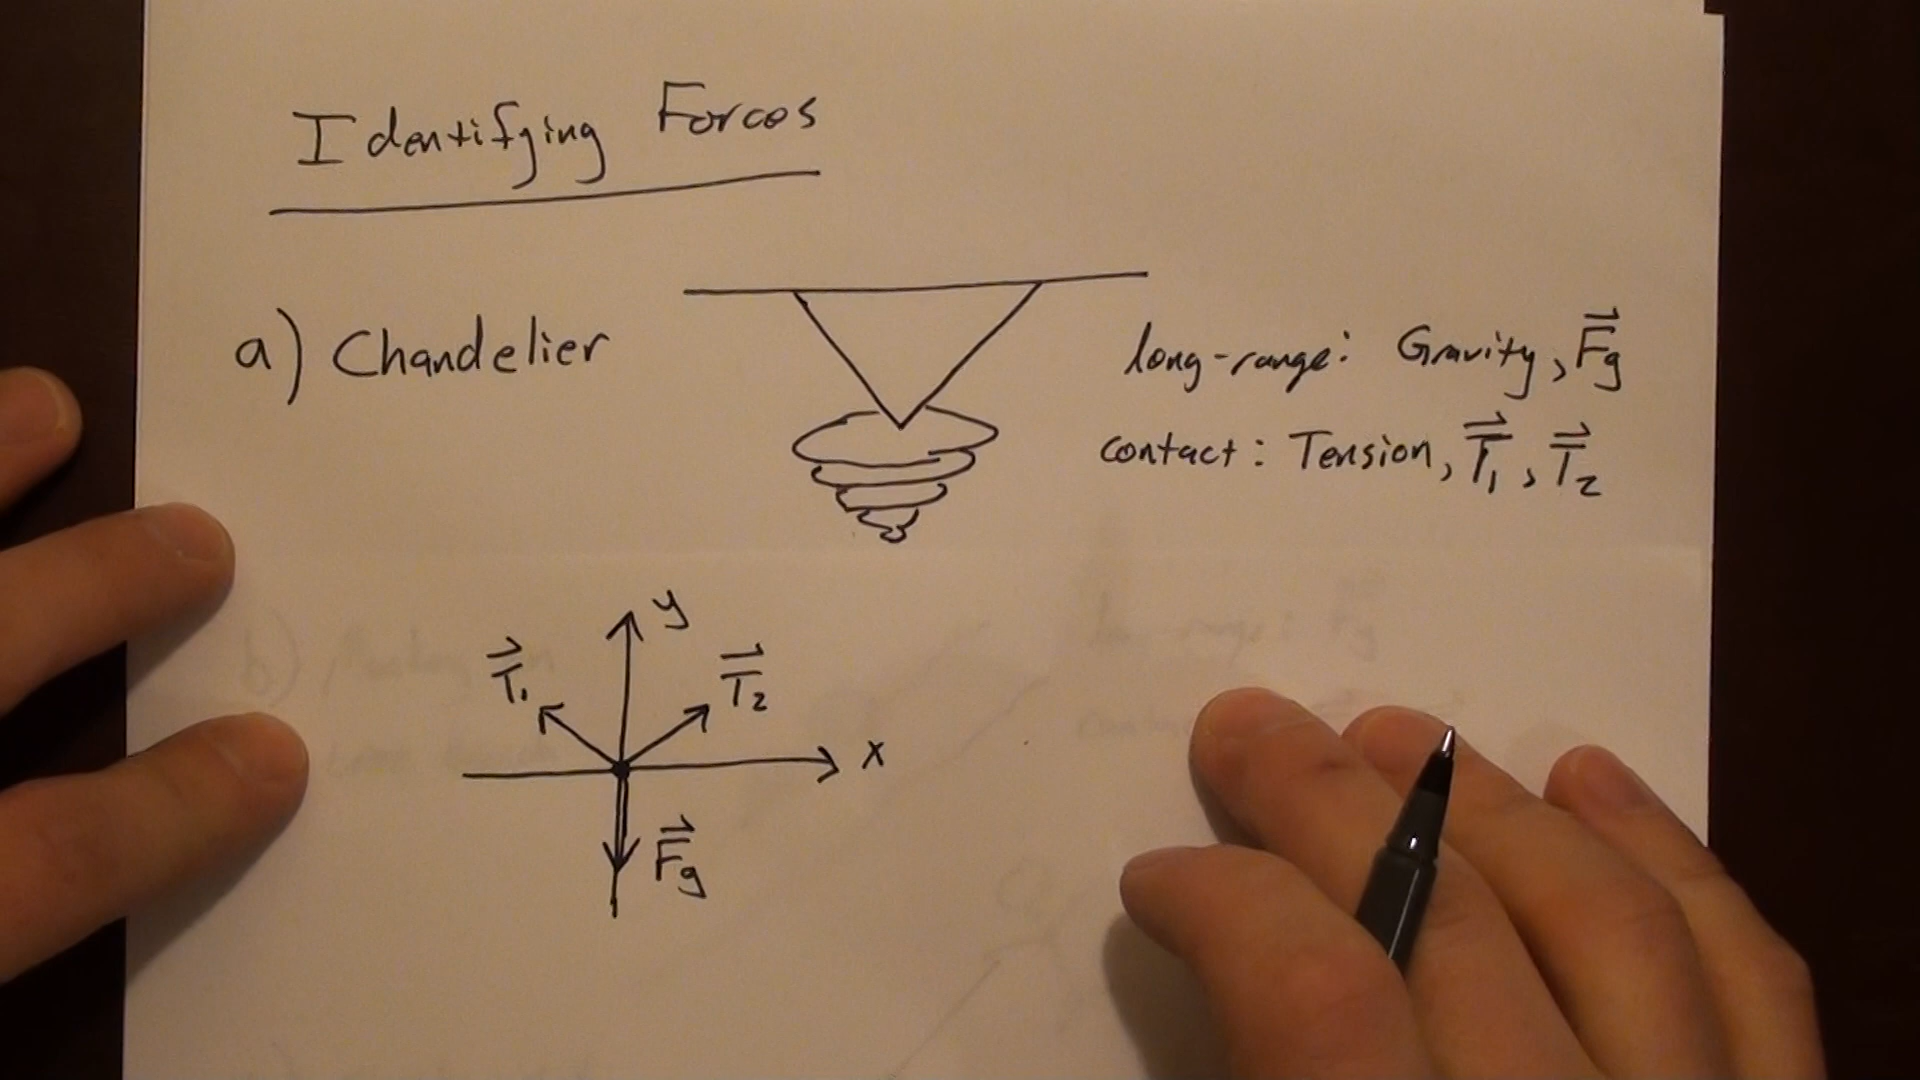 Identifying Forces
a) Chandelier
long-range: Gravity, F⃗g
contact: Tension, T⃗₁, T⃗₂
y
T⃗₁
T⃗₂
x
F⃗g
b)